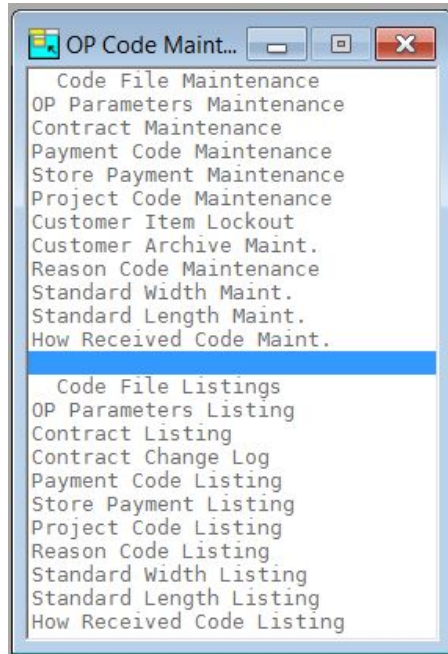 OP Code Maint...
Code File Maintenance
OP Parameters Maintenance
Contract Maintenance
Payment Code Maintenance
Store Payment Maintenance
Project Code Maintenance
Customer Item Lockout
Customer Archive Maint.
Reason Code Maintenance
Standard Width Maint.
Standard Length Maint.
How Received Code Maint.
Code File Listings
OP Parameters Listing
Contract Listing
Contract Change Log
Payment Code Listing
Store Payment Listing
Project Code Listing
Reason Code Listing
Standard Width Listing
Standard Length Listing
How Received Code Listing